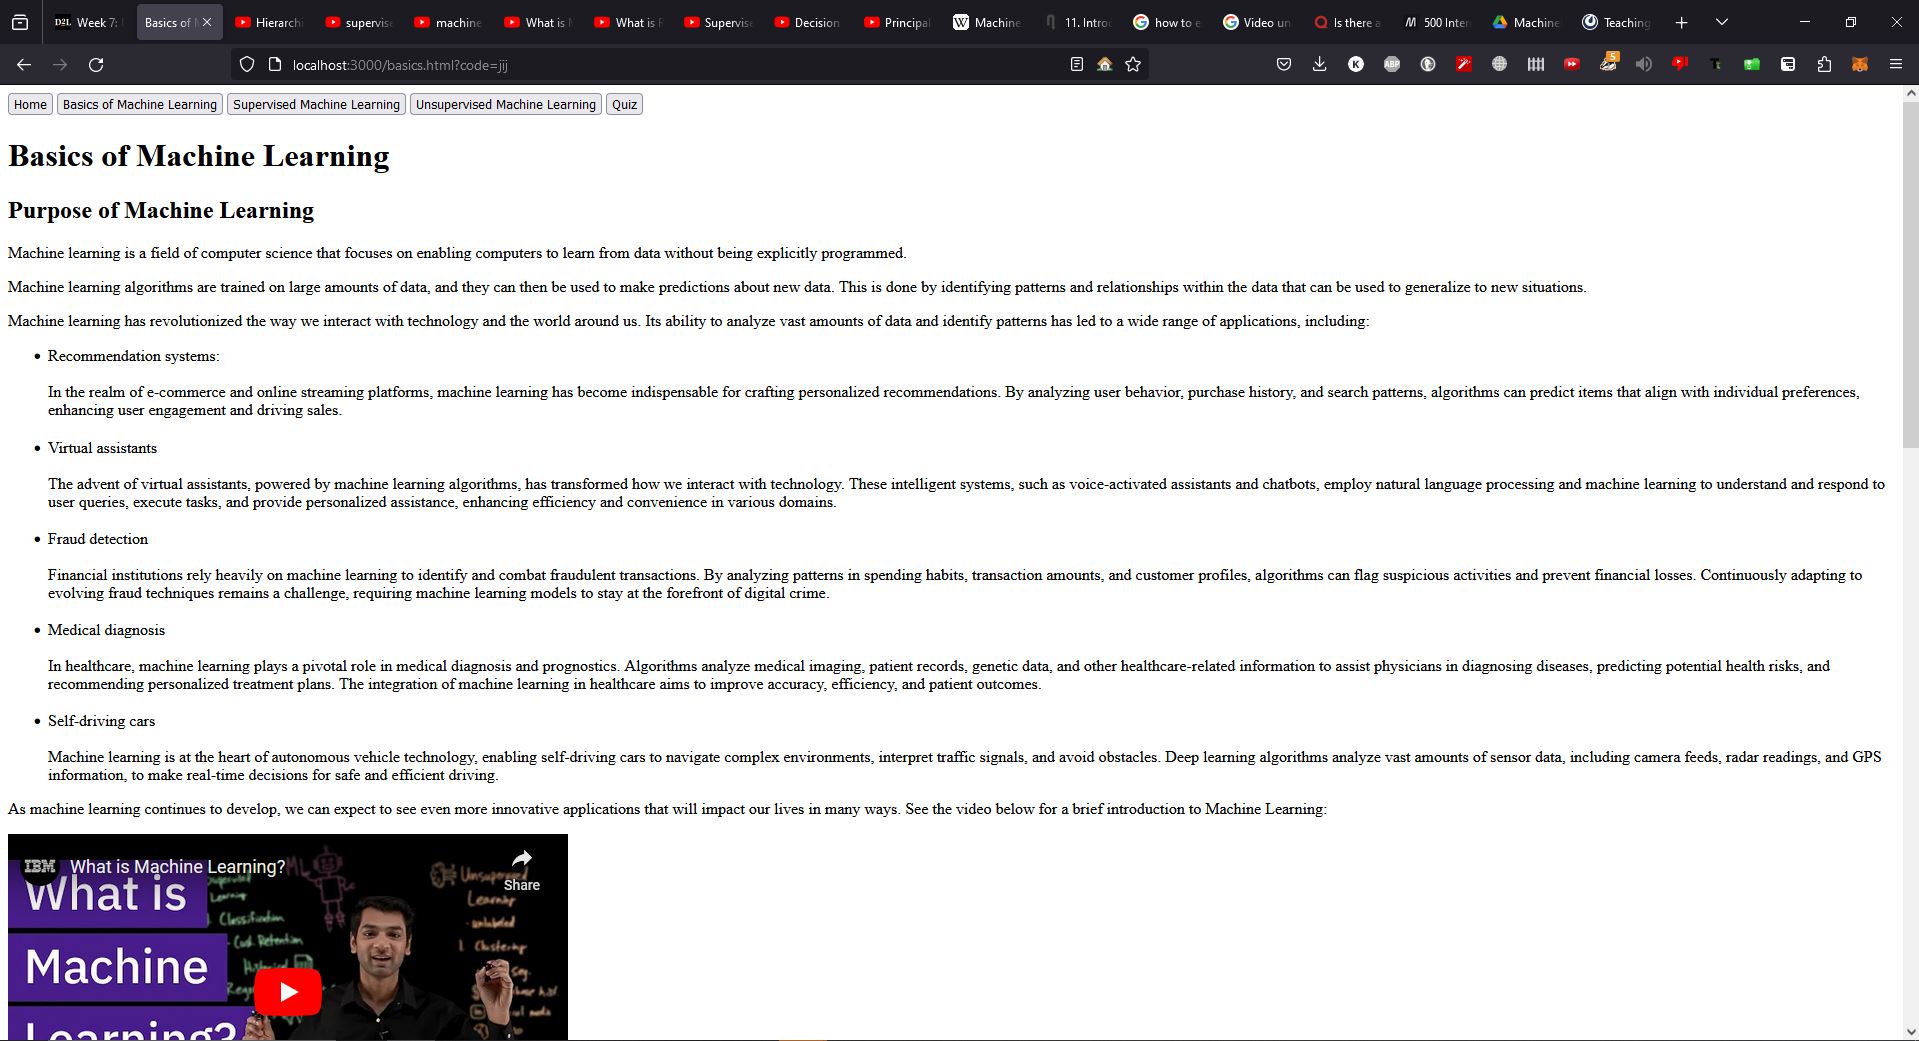 Week 7:
Basics of
Hierarchi
supervise
machine
What is
What is
Supervise
Decision
Principal
Machine
11. Intro
how to e
Video un
Is there a
500 Inter
Machine
Teaching
localhost:3000/basics.html?code=jij
5
Home
Basics of Machine Learning
Supervised Machine Learning
Unsupervised Machine Learning
Quiz
Basics of Machine Learning
Purpose of Machine Learning
Machine learning is a field of computer science that focuses on enabling computers to learn from data without being explicitly programmed.
Machine learning algorithms are trained on large amounts of data, and they can then be used to make predictions about new data. This is done by identifying patterns and relationships within the data that can be used to generalize to new situations.
Machine learning has revolutionized the way we interact with technology and the world around us. Its ability to analyze vast amounts of data and identify patterns has led to a wide range of applications, including:
• Recommendation systems:
In the realm of e-commerce and online streaming platforms, machine learning has become indispensable for crafting personalized recommendations. By analyzing user behavior, purchase history, and search patterns, algorithms can predict items that align with individual preferences,
enhancing user engagement and driving sales.
• Virtual assistants
The advent of virtual assistants, powered by machine learning algorithms, has transformed how we interact with technology. These intelligent systems, such as voice-activated assistants and chatbots, employ natural language processing and machine learning to understand and respond to
user queries, execute tasks, and provide personalized assistance, enhancing efficiency and convenience in various domains.
• Fraud detection
Financial institutions rely heavily on machine learning to identify and combat fraudulent transactions. By analyzing patterns in spending habits, transaction amounts, and customer profiles, algorithms can flag suspicious activities and prevent financial losses. Continuously adapting to
evolving fraud techniques remains a challenge, requiring machine learning models to stay at the forefront of digital crime.
• Medical diagnosis
In healthcare, machine learning plays a pivotal role in medical diagnosis and prognostics. Algorithms analyze medical imaging, patient records, genetic data, and other healthcare-related information to assist physicians in diagnosing diseases, predicting potential health risks, and
recommending personalized treatment plans. The integration of machine learning in healthcare aims to improve accuracy, efficiency, and patient outcomes.
• Self-driving cars
Machine learning is at the heart of autonomous vehicle technology, enabling self-driving cars to navigate complex environments, interpret traffic signals, and avoid obstacles. Deep learning algorithms analyze vast amounts of sensor data, including camera feeds, radar readings, and GPS
information, to make real-time decisions for safe and efficient driving.
As machine learning continues to develop, we can expect to see even more innovative applications that will impact our lives in many ways. See the video below for a brief introduction to Machine Learning:
IBM What is Machine Learning?
Share
What is
Machine
Learning?
ML
Learning
1. Classification
Cust. Retention
Unsupervised
Learning
- unlabeled
1. Clustering